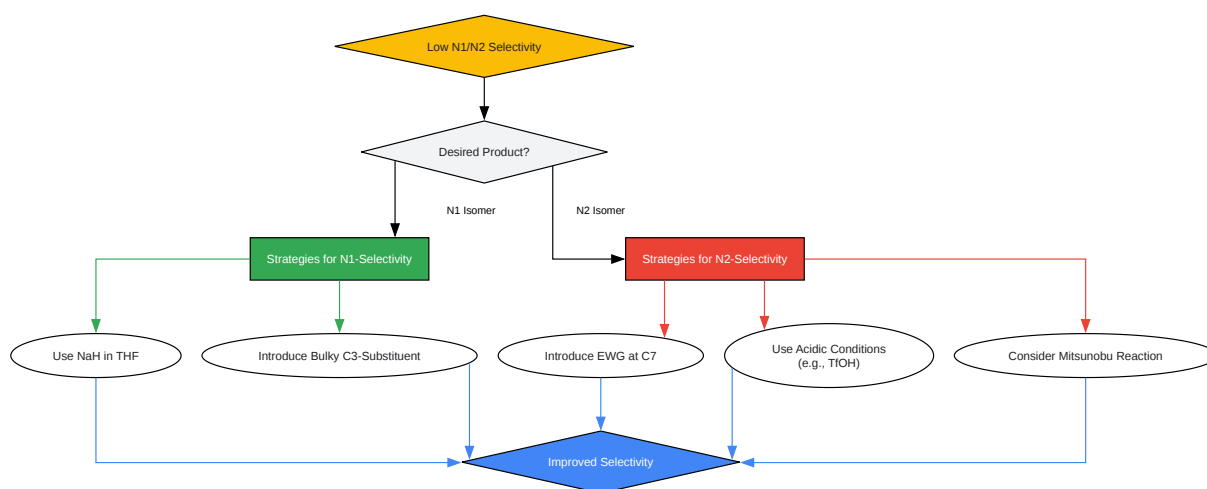 Low N1/N2 Selectivity
Desired Product?
N1 Isomer
N2 Isomer
Strategies for N1-Selectivity
Strategies for N2-Selectivity
Use NaH in THF
Introduce Bulky C3-Substituent
Introduce EWG at C7
Use Acidic Conditions
(e.g., TfOH)
Consider Mitsunobu Reaction
Improved Selectivity